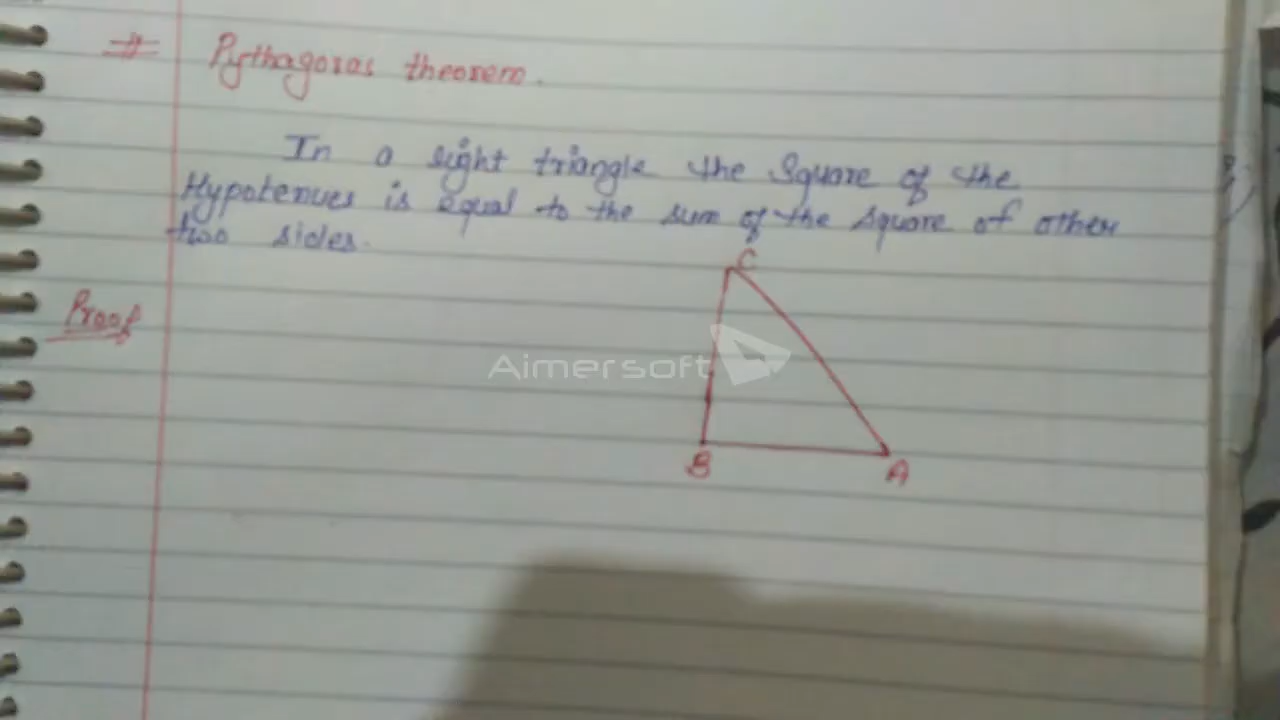 Pythagoras theorem.
In a right triangle the Square of the
Hypotenues is equal to the sum of the square of other
two sides.
C
Proof
Aimersoft
B
A